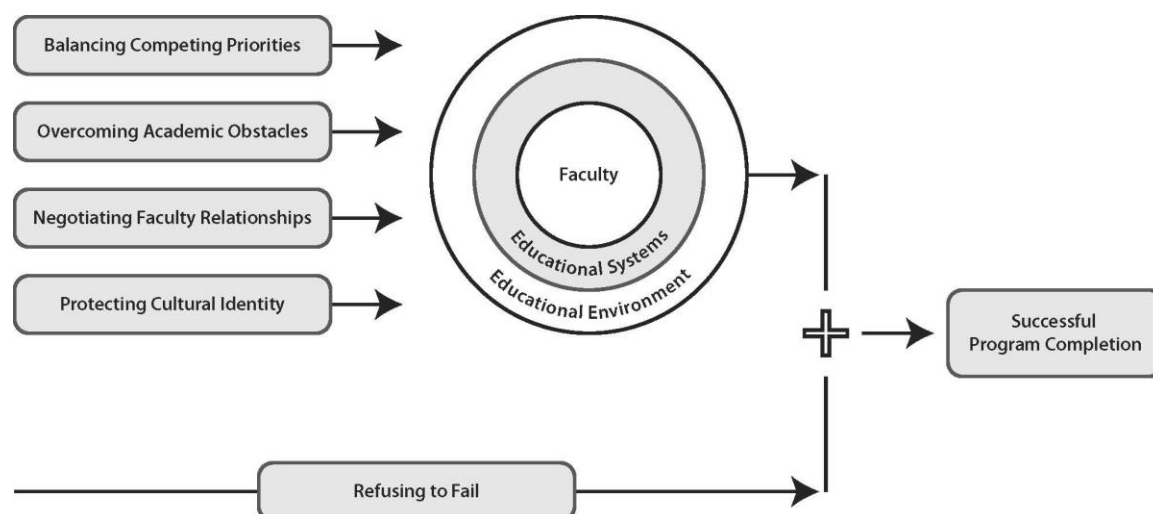 Balancing Competing Priorities
Overcoming Academic Obstacles
Negotiating Faculty Relationships
Protecting Cultural Identity
Faculty
Educational Systems
Educational Environment
Successful
Program Completion
Refusing to Fail